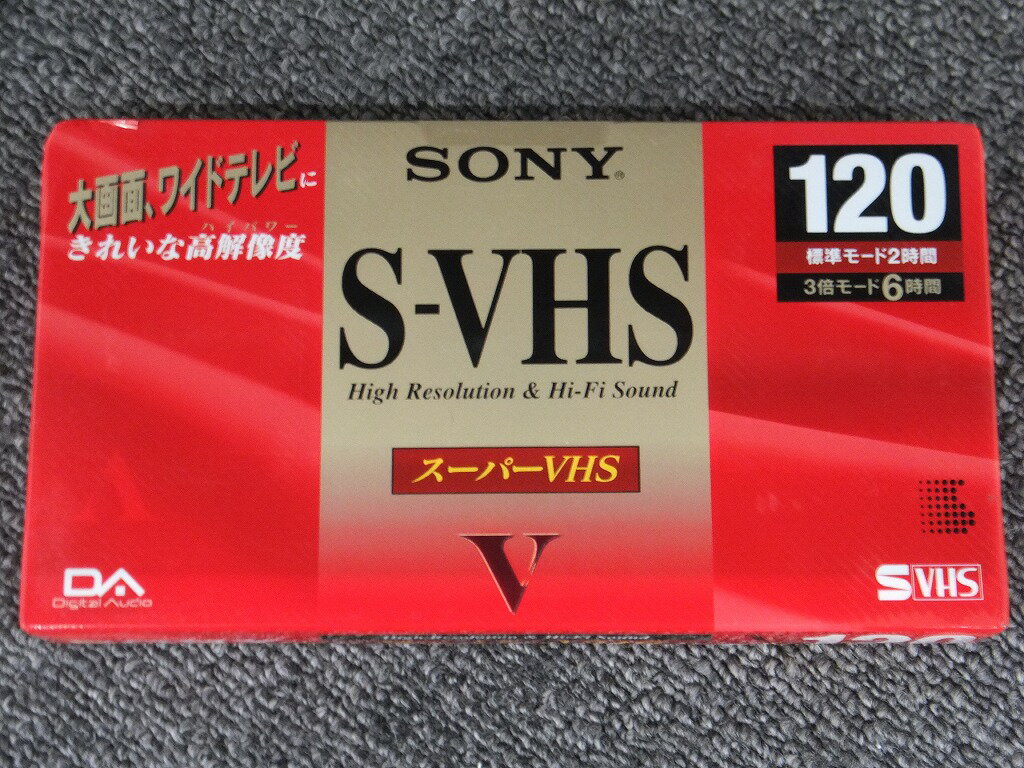 大画面、ワイドテレビに
ハイパワー
きれいな高解像度
SONY®
S-VHS
High Resolution & Hi-Fi Sound
スーパーVHS
V
120
標準モード2時間
3倍モード6時間
DA
Digital Audio
S VHS
120